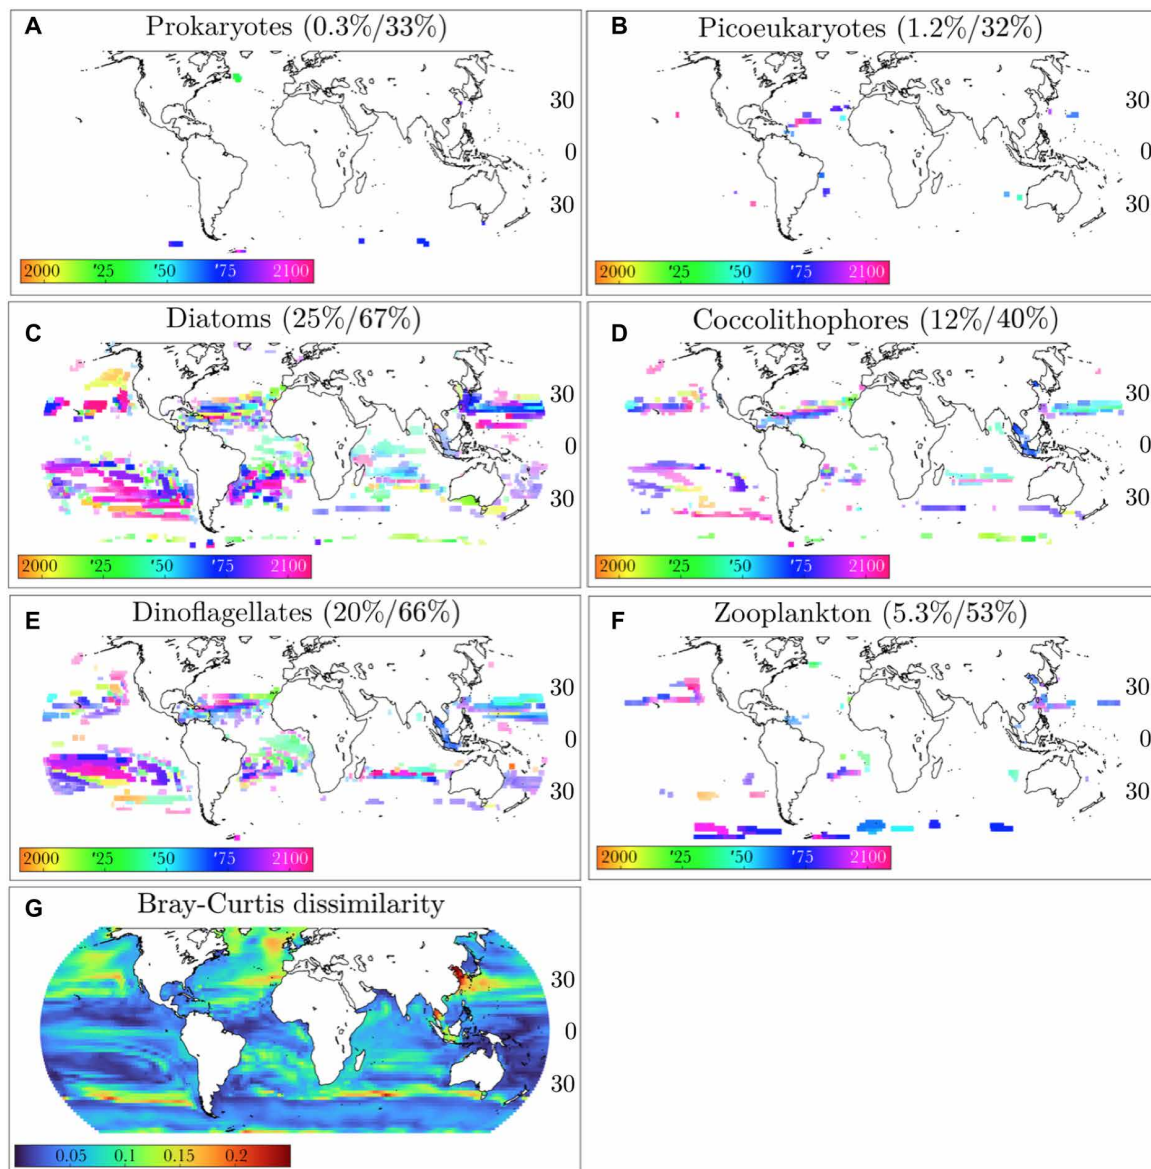 A Prokaryotes (0.3%/33%)
30
0
30
2000 '25 '50 '75 2100
B Picoeukaryotes (1.2%/32%)
30
0
30
2000 '25 '50 '75 2100
C Diatoms (25%/67%)
30
0
30
2000 '25 '50 '75 2100
D Coccolithophores (12%/40%)
30
0
30
2000 '25 '50 '75 2100
E Dinoflagellates (20%/66%)
30
0
30
2000 '25 '50 '75 2100
F Zooplankton (5.3%/53%)
30
0
30
2000 '25 '50 '75 2100
G Bray-Curtis dissimilarity
30
0
30
0.05 0.1 0.15 0.2